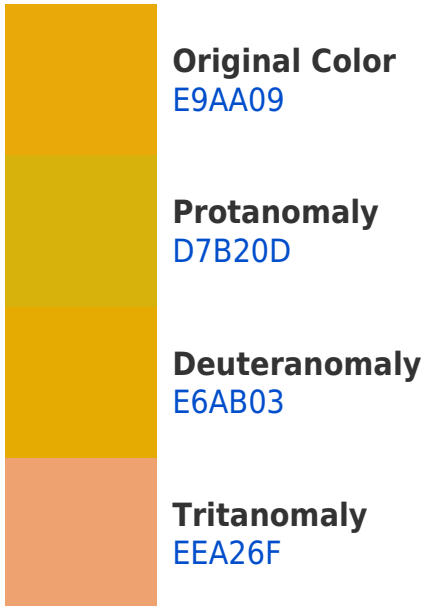 Original Color
E9AA09
Protanomaly
D7B20D
Deuteranomaly
E6AB03
Tritanomaly
EEA26F